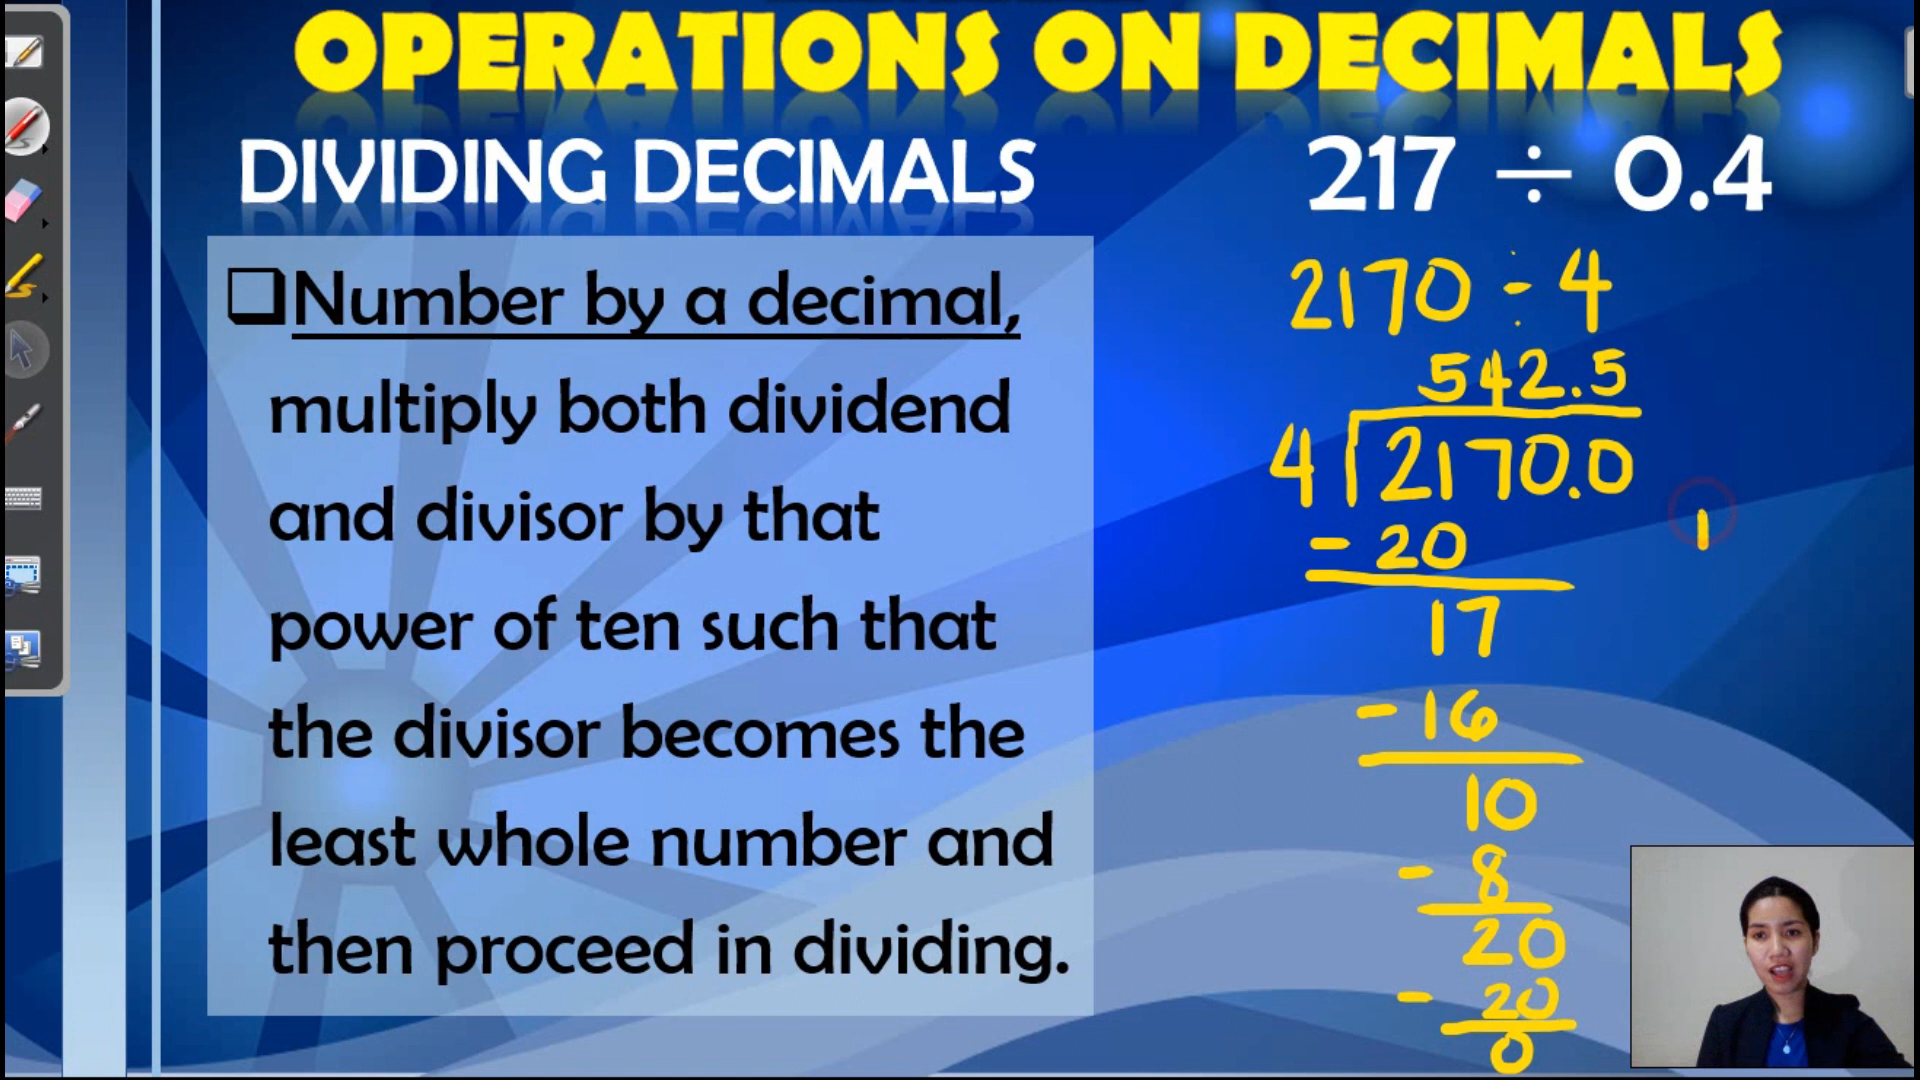 OPERATIONS ON DECIMALS
DIVIDING DECIMALS
217 ÷ 0.4
❑Number by a decimal,
multiply both dividend
and divisor by that
power of ten such that
the divisor becomes the
least whole number and
then proceed in dividing.
2170 ÷ 4
542.5
4 2170.0
- 20
1
17
- 16
10
- 8
20
- 20
0